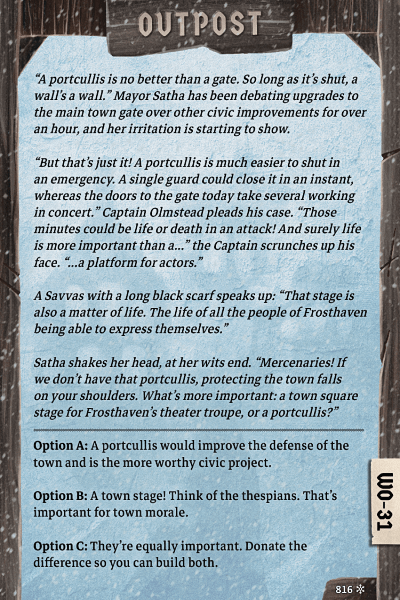 OUTPOST
“A portcullis is no better than a gate. So long as it’s shut, a
wall’s a wall.” Mayor Satha has been debating upgrades to
the main town gate over other civic improvements for over
an hour, and her irritation is starting to show.
“But that’s just it! A portcullis is much easier to shut in
an emergency. A single guard could close it in an instant,
whereas the doors to the gate today take several working
in concert.” Captain Olmstead pleads his case. “Those
minutes could be life or death in an attack! And surely life
is more important than a...” the Captain scrunches up his
face. “...a platform for actors.”
A Savvas with a long black scarf speaks up: “That stage is
also a matter of life. The life of all the people of Frosthaven
being able to express themselves.”
Satha shakes her head, at her wits end. “Mercenaries! If
we don’t have that portcullis, protecting the town falls
on your shoulders. What’s more important: a town square
stage for Frosthaven’s theater troupe, or a portcullis?”
Option A: A portcullis would improve the defense of the
town and is the more worthy civic project.
Option B: A town stage! Think of the thespians. That’s
important for town morale.
Option C: They’re equally important. Donate the
difference so you can build both.
WO-31
816